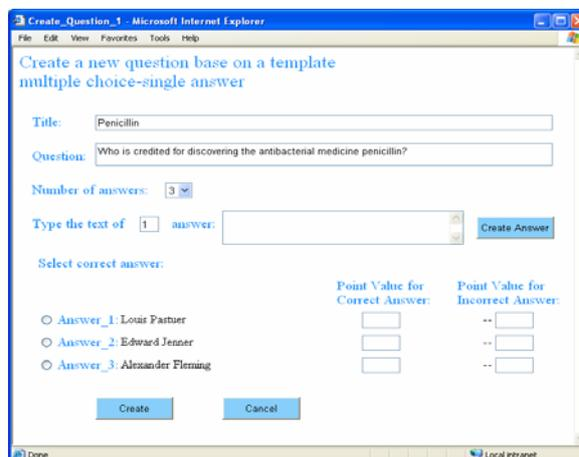 Create_Question_1 - Microsoft Internet Explorer
File Edit View Favorites Tools Help
Create a new question base on a template
multiple choice-single answer
Title: Penicillin
Question: Who is credited for discovering the antibacterial medicine penicillin?
Number of answers: 3
Type the text of 1 answer: Create Answer
Select correct answer:
Point Value for Point Value for
Correct Answer: Incorrect Answer:
Answer_1: Louis Pastuer --
Answer_2: Edward Jenner --
Answer_3: Alexander Fleming --
Create Cancel
Done Local intranet